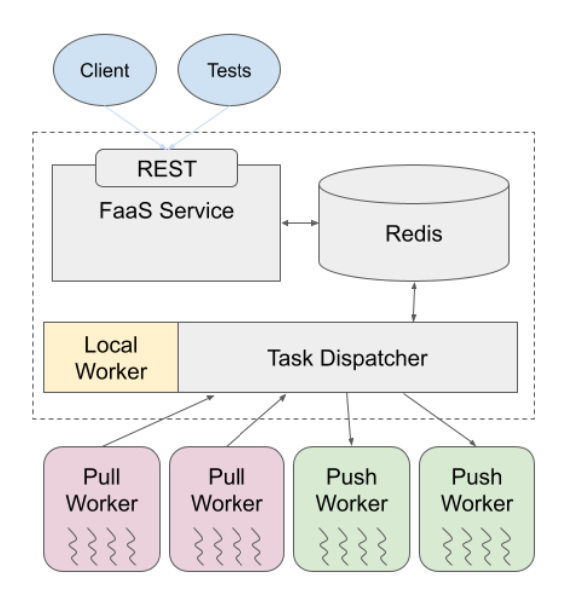 Client
Tests
REST
FaaS Service
Redis
Local
Worker
Task Dispatcher
Pull
Worker
Pull
Worker
Push
Worker
Push
Worker